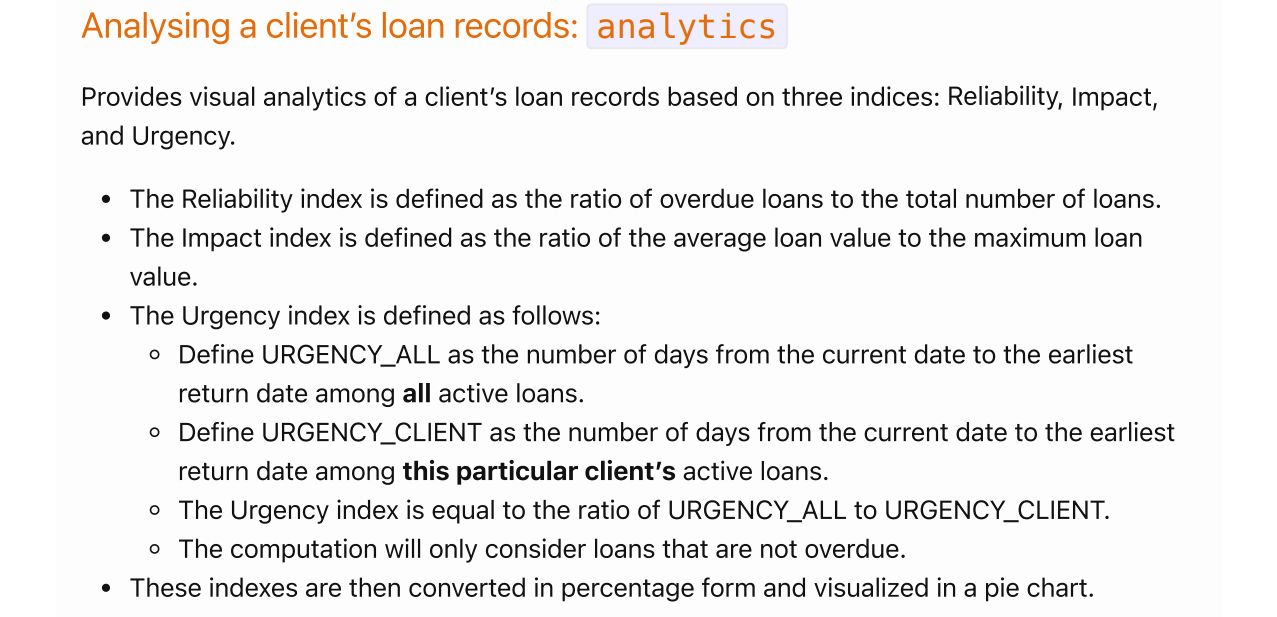 Analysing a client’s loan records: analytics
Provides visual analytics of a client’s loan records based on three indices: Reliability, Impact,
and Urgency.
• The Reliability index is defined as the ratio of overdue loans to the total number of loans.
• The Impact index is defined as the ratio of the average loan value to the maximum loan
value.
• The Urgency index is defined as follows:
◦ Define URGENCY_ALL as the number of days from the current date to the earliest
return date among all active loans.
◦ Define URGENCY_CLIENT as the number of days from the current date to the earliest
return date among this particular client’s active loans.
◦ The Urgency index is equal to the ratio of URGENCY_ALL to URGENCY_CLIENT.
◦ The computation will only consider loans that are not overdue.
• These indexes are then converted in percentage form and visualized in a pie chart.